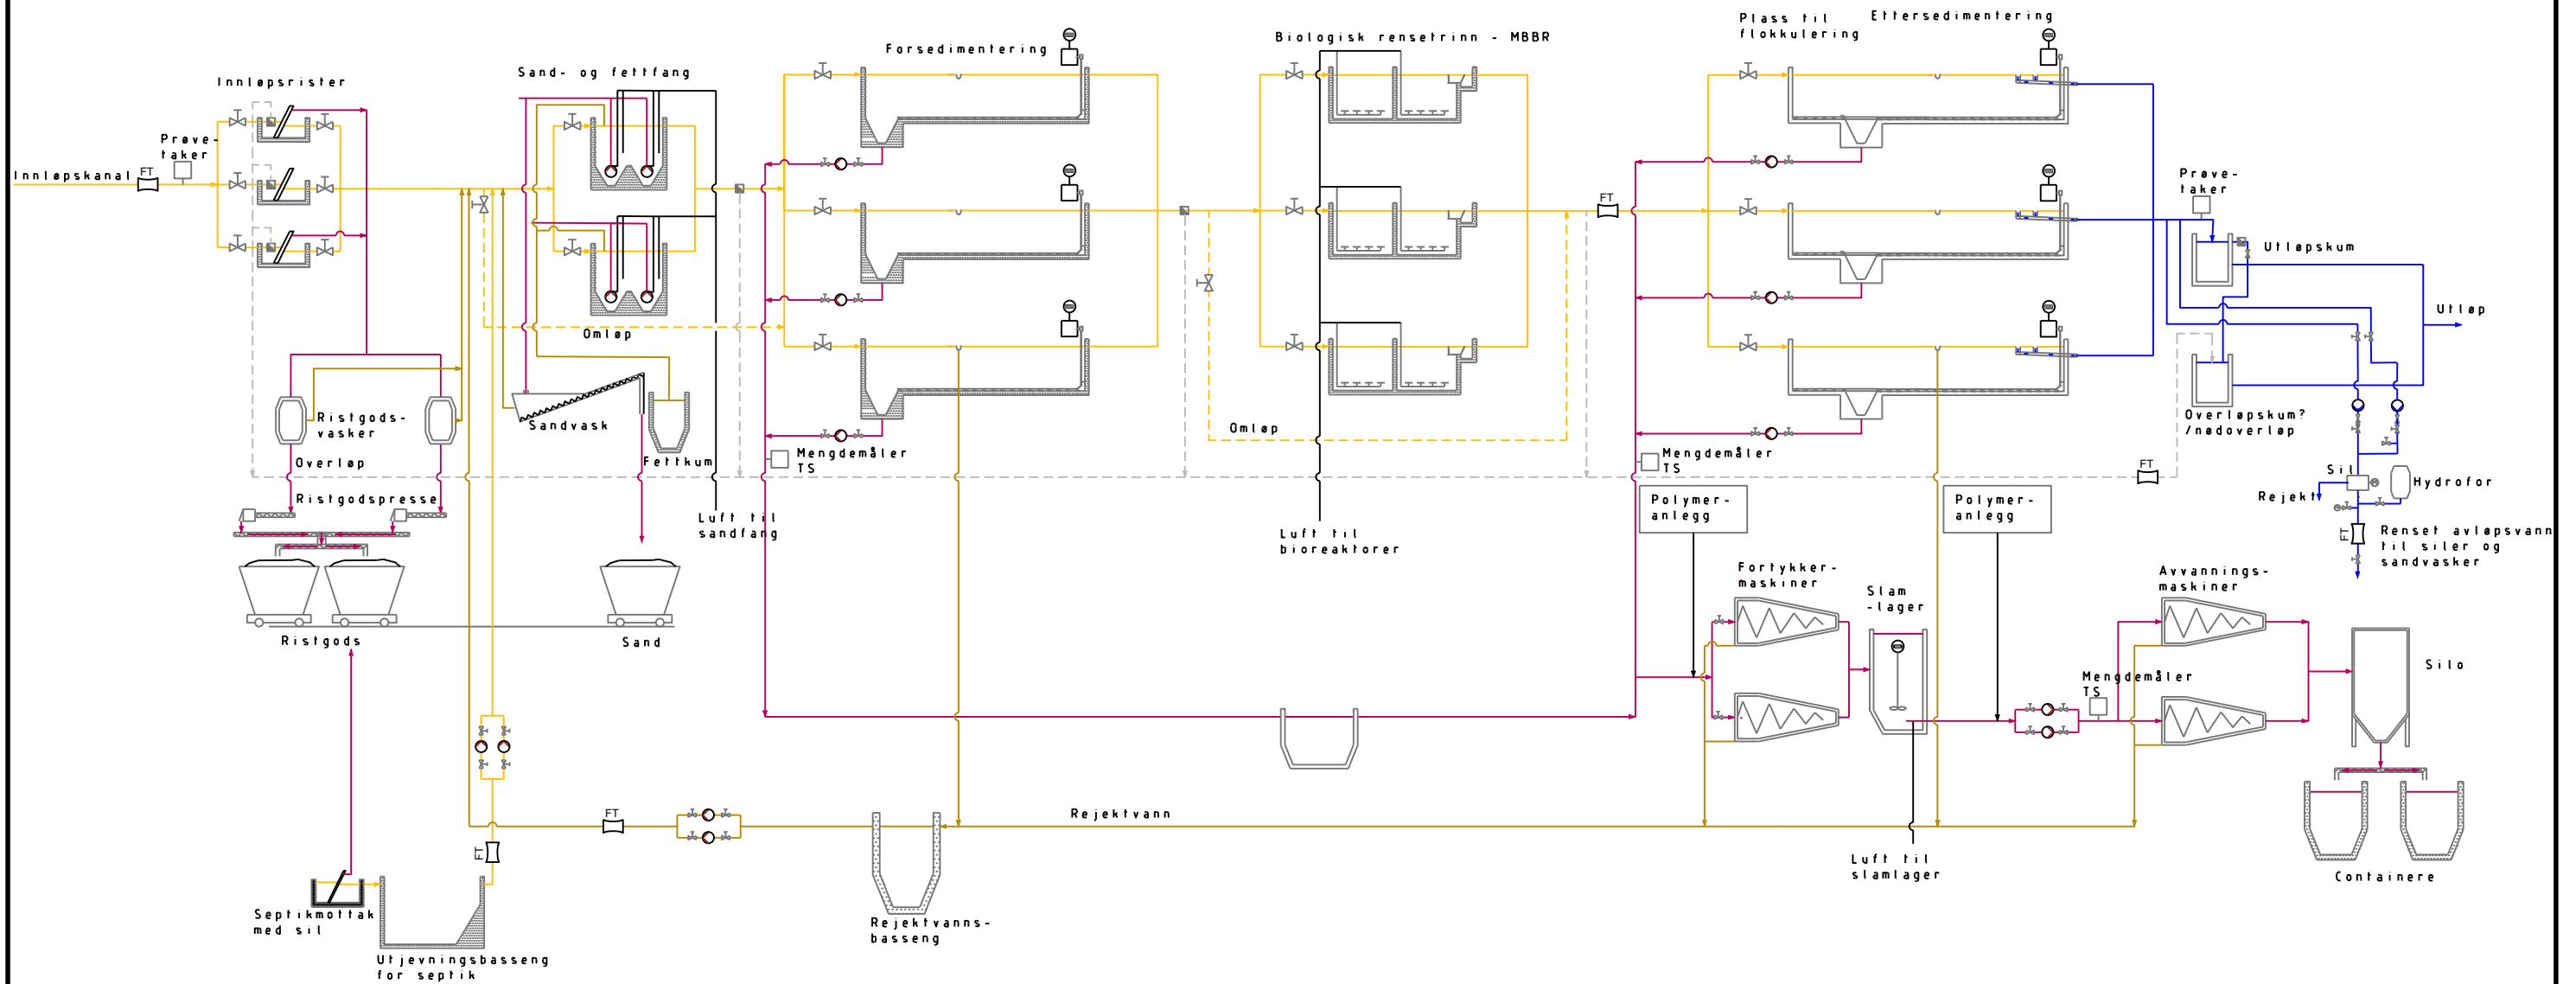 Plass til
flokkulering
Ettersedimentering
Biologisk rensetrinn - MBBR
Forsedimentering
Sand- og fettfang
Innløpsrister
Prøve-
taker
Innløpskanal
FT
FT
Prøve-
taker
Utløpskum
Utløp
Omløp
Overløpskum?
/nødoverløp
Ristgods-
vasker
Sandvask
Fettkum
Omløp
Overløp
Mengdemåler
TS
Mengdemåler
TS
FT
Sil
Hydrofor
Rejekt
Ristgodspresse
Polymer-
anlegg
Polymer-
anlegg
Luft til
sandfang
Luft til
bioreaktorer
FT
Renset avløpsvann
til siler og
sandvasker
Fortykker-
maskiner
Avvannings-
maskiner
Slam
-lager
Ristgods
Sand
Silo
Mengdemåler
TS
FT
Rejektvann
FT
Luft til
slamlager
Containere
Septikmottak
med sil
Rejektvanns-
basseng
Utjevningsbasseng
for septik